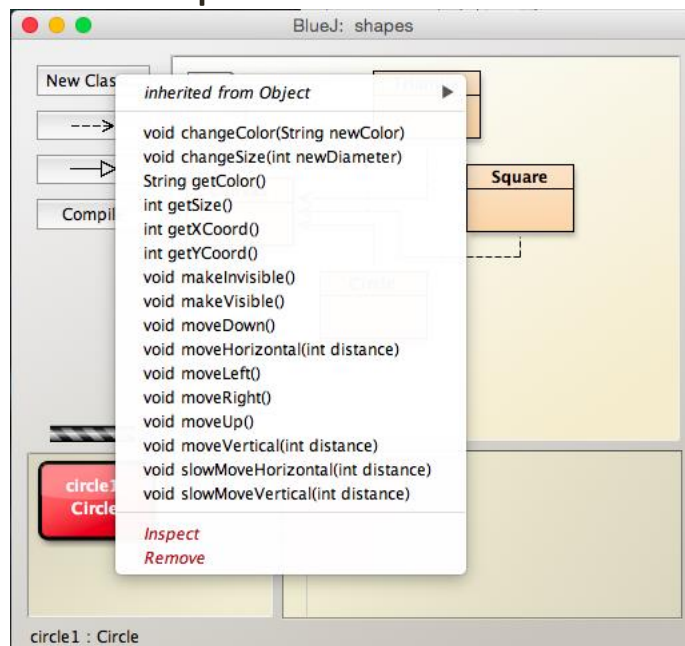 BlueJ: shapes
New Clas
inherited from Object
void changeColor(String newColor)
void changeSize(int newDiameter)
String getColor()
Square
int getSize()
Compil
int getXCoord()
int getYCoord()
void makeInvisible()
Circle
void makeVisible()
void moveDown()
void moveHorizontal(int distance)
void moveLeft()
void moveRight()
void moveUp()
void moveVertical(int distance)
void slowMoveHorizontal(int distance)
void slowMoveVertical(int distance)
circle1
Circle
Inspect
Remove
circle1 : Circle